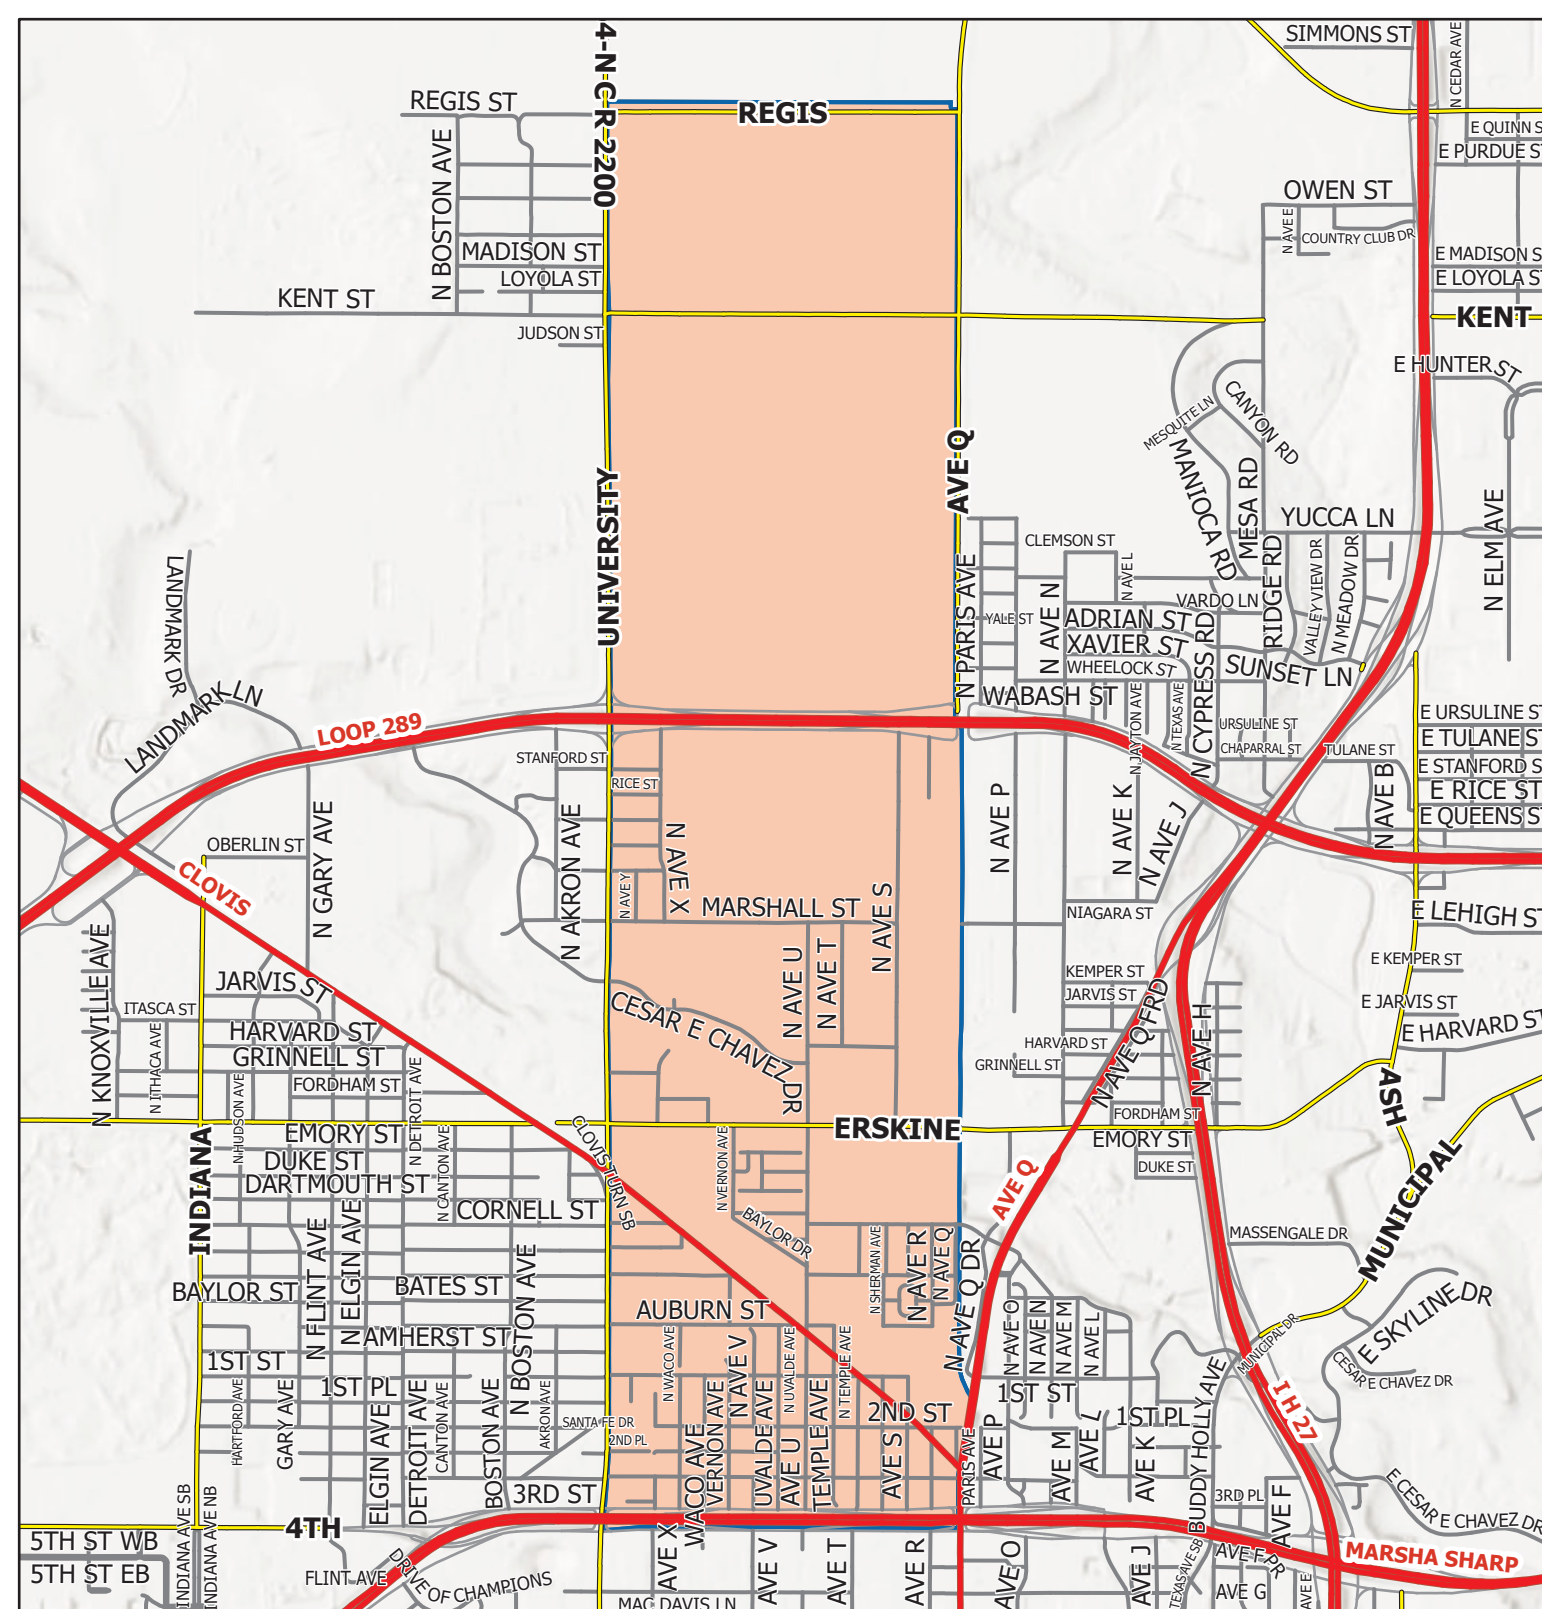 SIMMONS ST
N CEDAR AVE
4-N C R 2200
REGIS ST
REGIS
E QUINN S
E PURDUE ST
N BOSTON AVE
OWEN ST
N AVE E
COUNTRY CLUB DR
MADISON ST
LOYOLA ST
E MADISON S
E LOYOLA ST
KENT ST
KENT
JUDSON ST
E HUNTER ST
CANYON RD
MESQUITE LN
MANIOCA RD
MESA RD
UNIVERSITY
AVE Q
YUCCA LN
N ELM AVE
CLEMSON ST
N AVE L
LANDMARK DR
N PARIS AVE
N AVE N
RIDGE RD
VALLEY VIEW DR
N MEADOW DR
VARDO LN
YALE ST
ADRIAN ST
XAVIER ST
WHEELOCK ST
N CYPRESS RD
SUNSET LN
WABASH ST
LANDMARK LN
LOOP 289
N JAYTON AVE
N TEXAS AVE
URSULINE ST
E URSULINE ST
CHAPARRAL ST
TULANE ST
E TULANE ST
STANFORD ST
E STANFORD S
RICE ST
E RICE ST
E QUEENS ST
N AVE B
N AVE P
N AVE K
N AVE J
N GARY AVE
OBERLIN ST
N AKRON AVE
N AVE X
CLOVIS
N AVE Y
MARSHALL ST
N AVE S
NIAGARA ST
E LEHIGH ST
N KNOXVILLE AVE
N AVE U
N AVE T
KEMPER ST
E KEMPER ST
JARVIS ST
JARVIS ST
E JARVIS ST
ITASCA ST
CESAR E CHAVEZ DR
N AVE Q FRD
N AVE H
N ITHACA AVE
HARVARD ST
HARVARD ST
E HARVARD ST
GRINNELL ST
GRINNELL ST
FORDHAM ST
N HUDSON AVE
N DETROIT AVE
ASH
FORDHAM ST
ERSKINE
EMORY ST
EMORY ST
CLOVIS TURN SB
INDIANA
DUKE ST
DUKE ST
DARTMOUTH ST
N CANTON AVE
N VERNON AVE
AVE Q
MUNICIPAL
CORNELL ST
BAYLOR DR
MASSENGALE DR
N FLINT AVE
N ELGIN AVE
N BOSTON AVE
N SHERMAN AVE
N AVE R
N AVE Q
N AVE Q DR
BAYLOR ST
BATES ST
AUBURN ST
E SKYLINE DR
N AVE O
N AVE N
N AVE M
N AVE L
MUNICIPAL DR
AMHERST ST
1ST ST
N WACO AVE
N AVE V
N UVALDE AVE
N TEMPLE AVE
CESAR E CHAVEZ DR
HARTFORD AVE
GARY AVE
1ST PL
1ST ST
I H 27
2ND ST
1ST PL
ELGIN AVE
DETROIT AVE
CANTON AVE
BOSTON AVE
AKRON AVE
SANTA FE DR
2ND PL
WACO AVE
VERNON AVE
UVALDE AVE
AVE U
TEMPLE AVE
AVE S
PARIS AVE
AVE P
AVE M
AVE L
AVE K
BUDDY HOLLY AVE
E CESAR E CHAVEZ DR
3RD ST
3RD PL
AVE F
INDIANA AVE SB
INDIANA AVE NB
4TH
5TH ST WB
5TH ST EB
FLINT AVE
DRIVE OF CHAMPIONS
AVE X
AVE V
AVE T
AVE R
AVE O
AVE J
TEXAS AVE SB
AVE F PR
MARSHA SHARP
AVE G
AVE E
MAC DAVIS LN